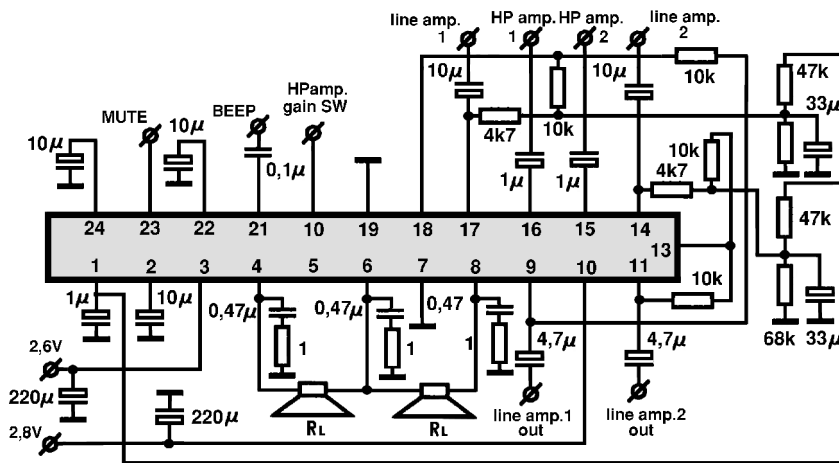 line amp.
1
HP amp.
1
HP amp.
2
line amp.
2
10μ
10μ
10k
47k
33μ
HPamp.
gain SW
BEEP
MUTE
10μ
10μ
0,1μ
4k7
10k
1μ
1μ
10k
4k7
47k
24 23 22 21 10 19 18 17 16 15 14
13
1 2 3 4 5 6 7 8 9 10 11
1μ
10μ
0,47μ
0,47μ
0,47
10k
1
1
1
4,7μ
4,7μ
68k
33μ
2,6V
220μ
220μ
2,8V
RL
RL
line amp.1
out
line amp.2
out